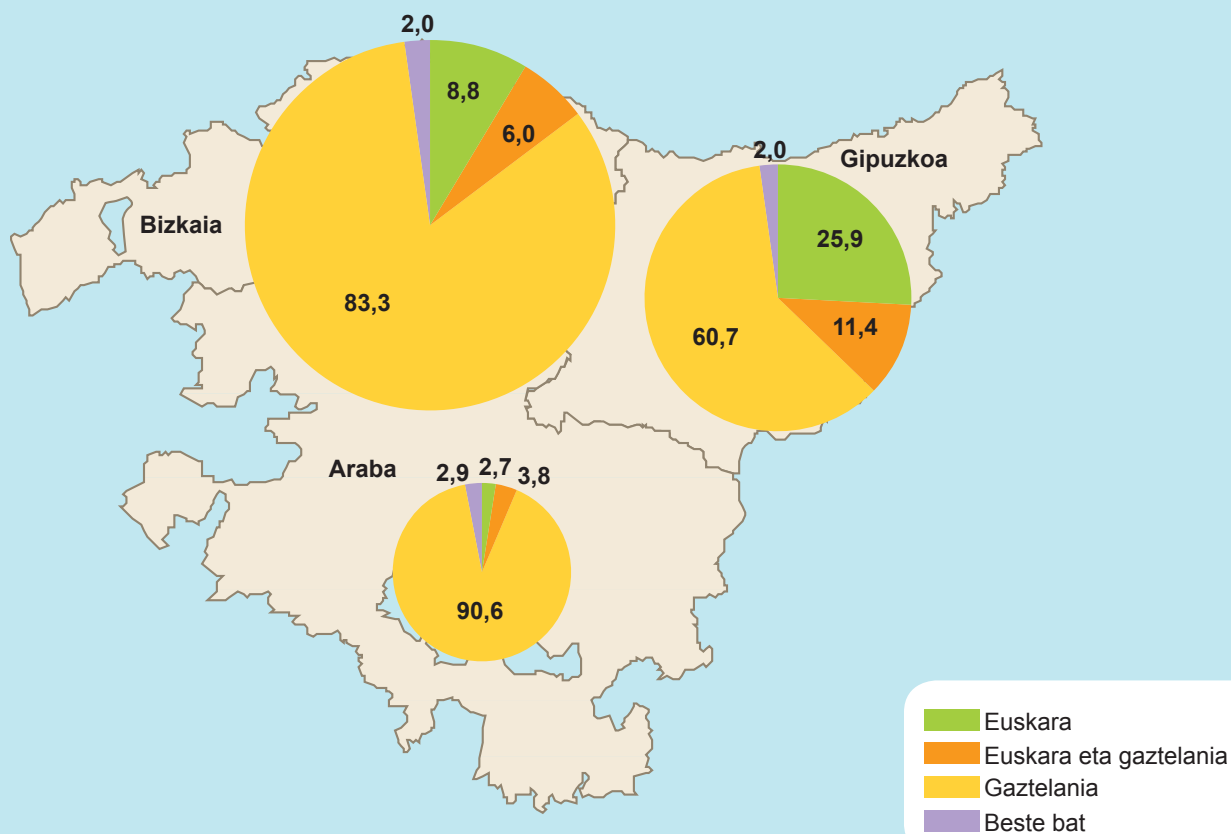 2,0
8,8
6,0
Bizkaia
83,3
2,0
Gipuzkoa
25,9
11,4
60,7
Araba
2,9
2,7
3,8
90,6
Euskara
Euskara eta gaztelania
Gaztelania
Beste bat